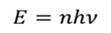 E = nhν